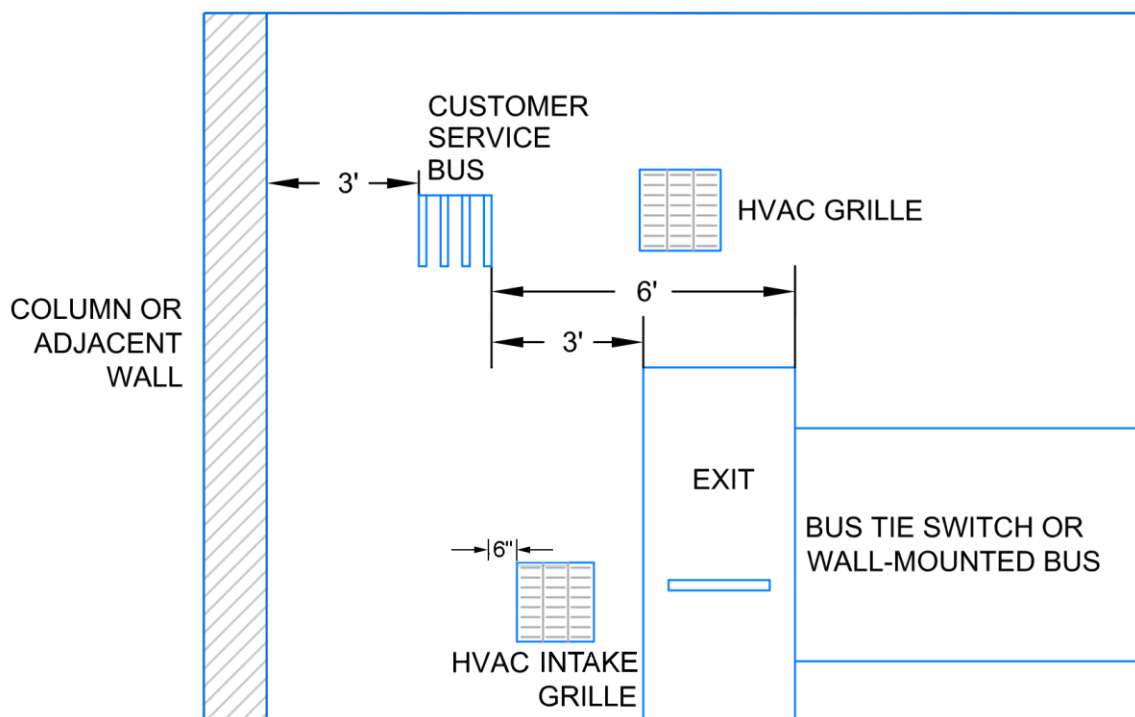 CUSTOMER
SERVICE
BUS
3'
HVAC GRILLE
6'
COLUMN OR
ADJACENT
WALL
3'
EXIT
BUS TIE SWITCH OR
WALL-MOUNTED BUS
6"
HVAC INTAKE
GRILLE